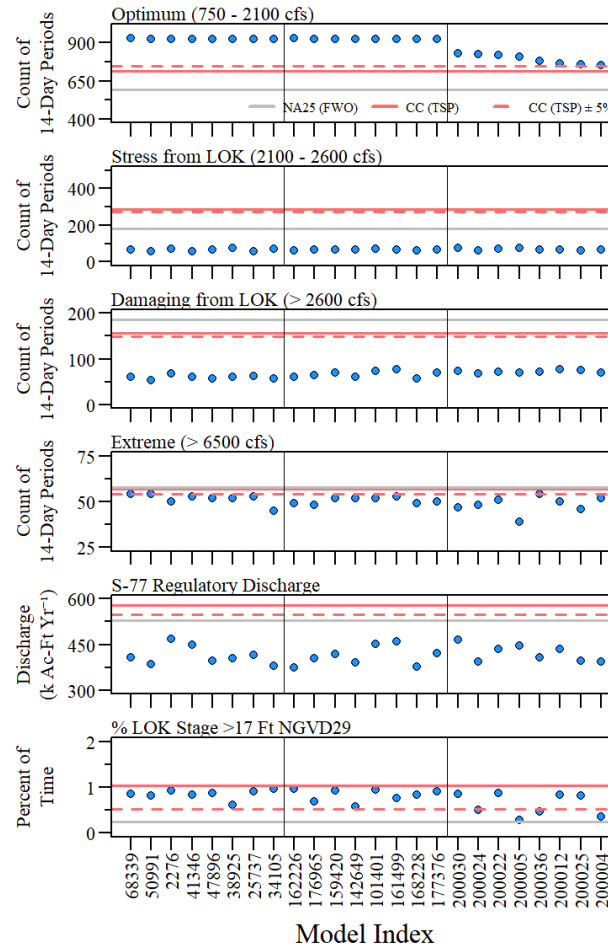 Optimum (750 - 2100 cfs)
Count of
14-Day Periods
900
650
400
NA25 (FWO)
CC (TSP)
CC (TSP) ± 5%
Stress from LOK (2100 - 2600 cfs)
Count of
14-Day Periods
400
200
0
Damaging from LOK (> 2600 cfs)
Count of
14-Day Periods
200
100
0
Extreme (> 6500 cfs)
Count of
14-Day Periods
75
50
25
S-77 Regulatory Discharge
Discharge
(k Ac-Ft Yr⁻¹)
600
450
300
% LOK Stage >17 Ft NGVD29
Percent of
Time
2
1
0
68339
50991
2276
41346
47896
38925
25737
34105
162226
176965
159420
142649
101401
161499
168228
177376
200030
200024
200022
200005
200036
200012
200025
200004
Model Index